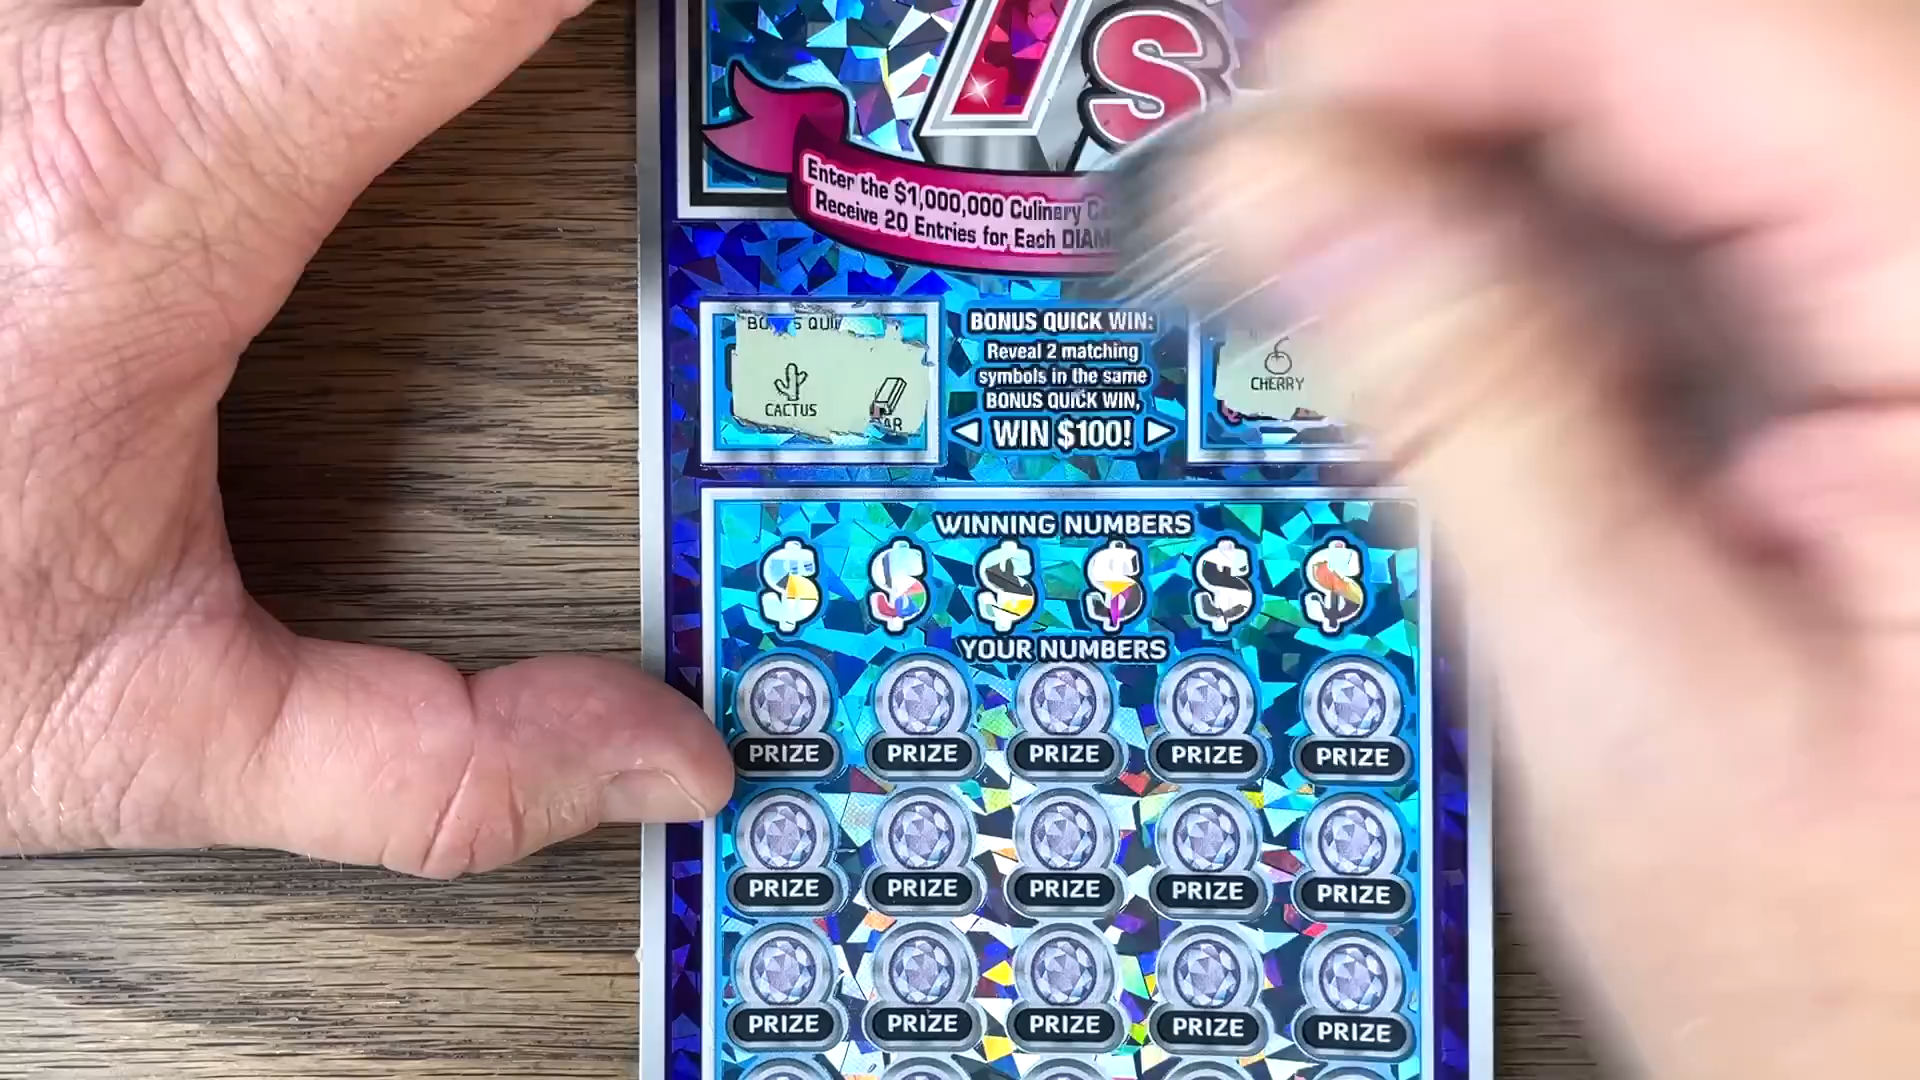 7s
Enter the $1,000,000 Culinary
Receive 20 Entries for Each
CACTUS
CHERRY
BONUS QUICK WIN:
Reveal 2 matching
symbols in the same
BONUS QUICK WIN,
WIN $100!
WINNING NUMBERS
$ $ $ $ $ $
YOUR NUMBERS
PRIZE PRIZE PRIZE PRIZE PRIZE
PRIZE PRIZE PRIZE PRIZE PRIZE
PRIZE PRIZE PRIZE PRIZE PRIZE